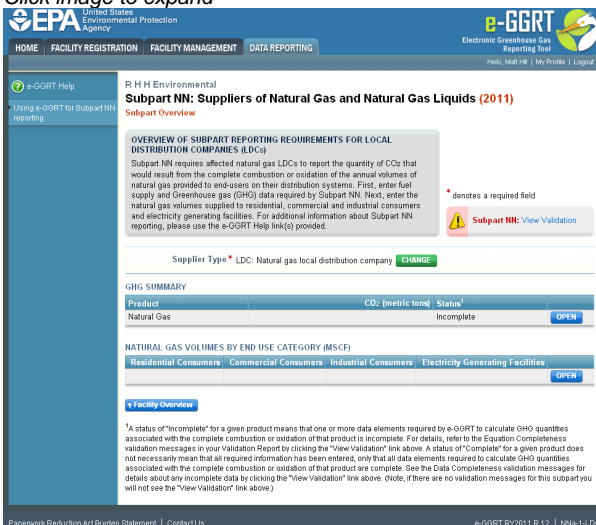 Click image to expand
EPA United States
Environmental Protection
Agency
e-GGRT
Electronic Greenhouse Gas
Reporting Tool
HOME FACILITY REGISTRATION FACILITY MANAGEMENT DATA REPORTING
Hello, Matt Hill | My Profile | Logout
? e-GGRT Help
Using e-GGRT for Subpart NN
reporting
R H H Environmental
Subpart NN: Suppliers of Natural Gas and Natural Gas Liquids (2011)
Subpart Overview
OVERVIEW OF SUBPART REPORTING REQUIREMENTS FOR LOCAL
DISTRIBUTION COMPANIES (LDCs)
Subpart NN requires affected natural gas LDCs to report the quantity of CO2 that
would result from the complete combustion or oxidation of the annual volumes of
natural gas provided to end-users on their distribution systems. First, enter fuel
supply and Greenhouse gas (GHG) data required by Subpart NN. Next, enter the
natural gas volumes supplied to residential, commercial and industrial consumers
and electricity generating facilities. For additional information about Subpart NN
reporting, please use the e-GGRT Help link(s) provided.
* denotes a required field
Subpart NN: View Validation
Supplier Type * LDC: Natural gas local distribution company CHANGE
GHG SUMMARY
Product CO2 (metric tons) Status1
Natural Gas Incomplete OPEN
NATURAL GAS VOLUMES BY END USE CATEGORY (MSCF)
Residential Consumers Commercial Consumers Industrial Consumers Electricity Generating Facilities
OPEN
Facility Overview
1A status of "Incomplete" for a given product means that one or more data elements required by e-GGRT to calculate GHG quantities
associated with the complete combustion or oxidation of that product is incomplete. For details, refer to the Equation Completeness
validation messages in your Validation Report by clicking the "View Validation" link above. A status of "Complete" for a given product does
not necessarily mean that all required information has been entered, only that all data elements required to calculate GHG quantities
associated with the complete combustion or oxidation of that product are complete. See the Data Completeness validation messages for
details about any incomplete data by clicking the "View Validation" link above. (Note, if there are no validation messages for this subpart you
will not see the "View Validation" link above.)
Paperwork Reduction Act Burden Statement | Contact Us
e-GGRT RY2011 R.12 | NNa-1-LDc